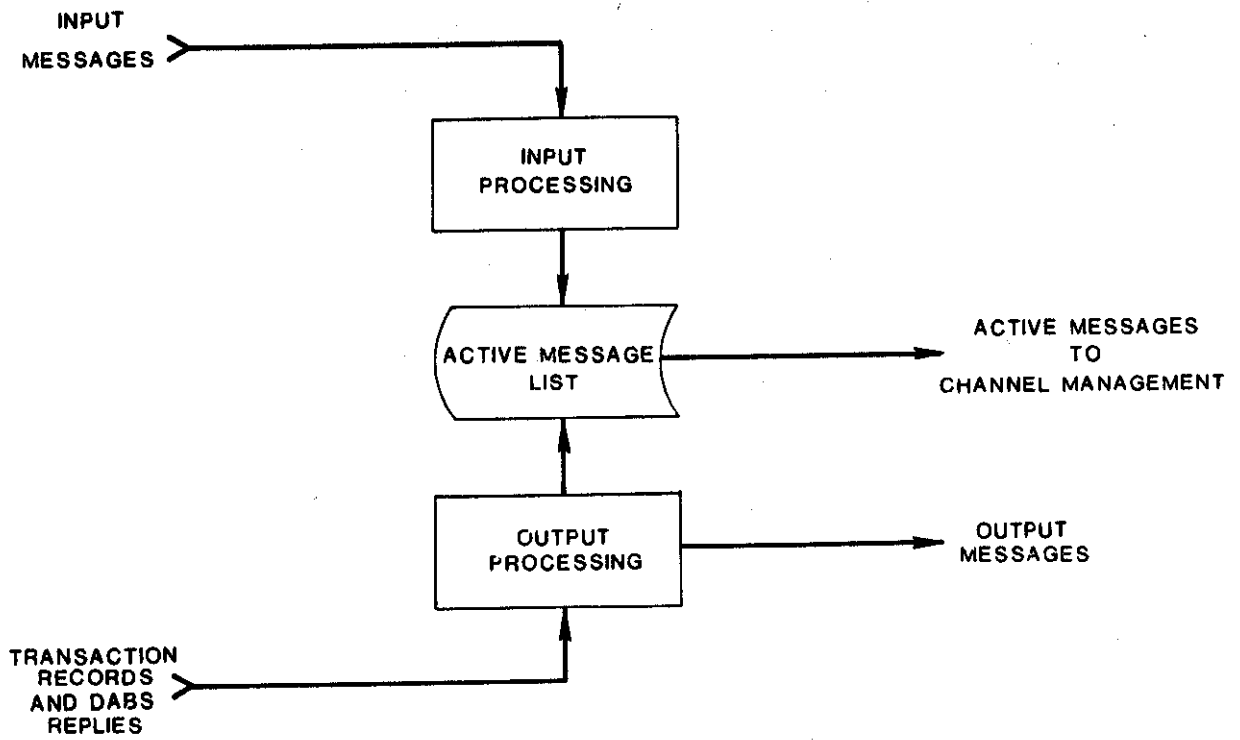 INPUT
MESSAGES
INPUT
PROCESSING
ACTIVE MESSAGE
LIST
ACTIVE MESSAGES
TO
CHANNEL MANAGEMENT
OUTPUT
PROCESSING
OUTPUT
MESSAGES
TRANSACTION
RECORDS
AND DABS
REPLIES